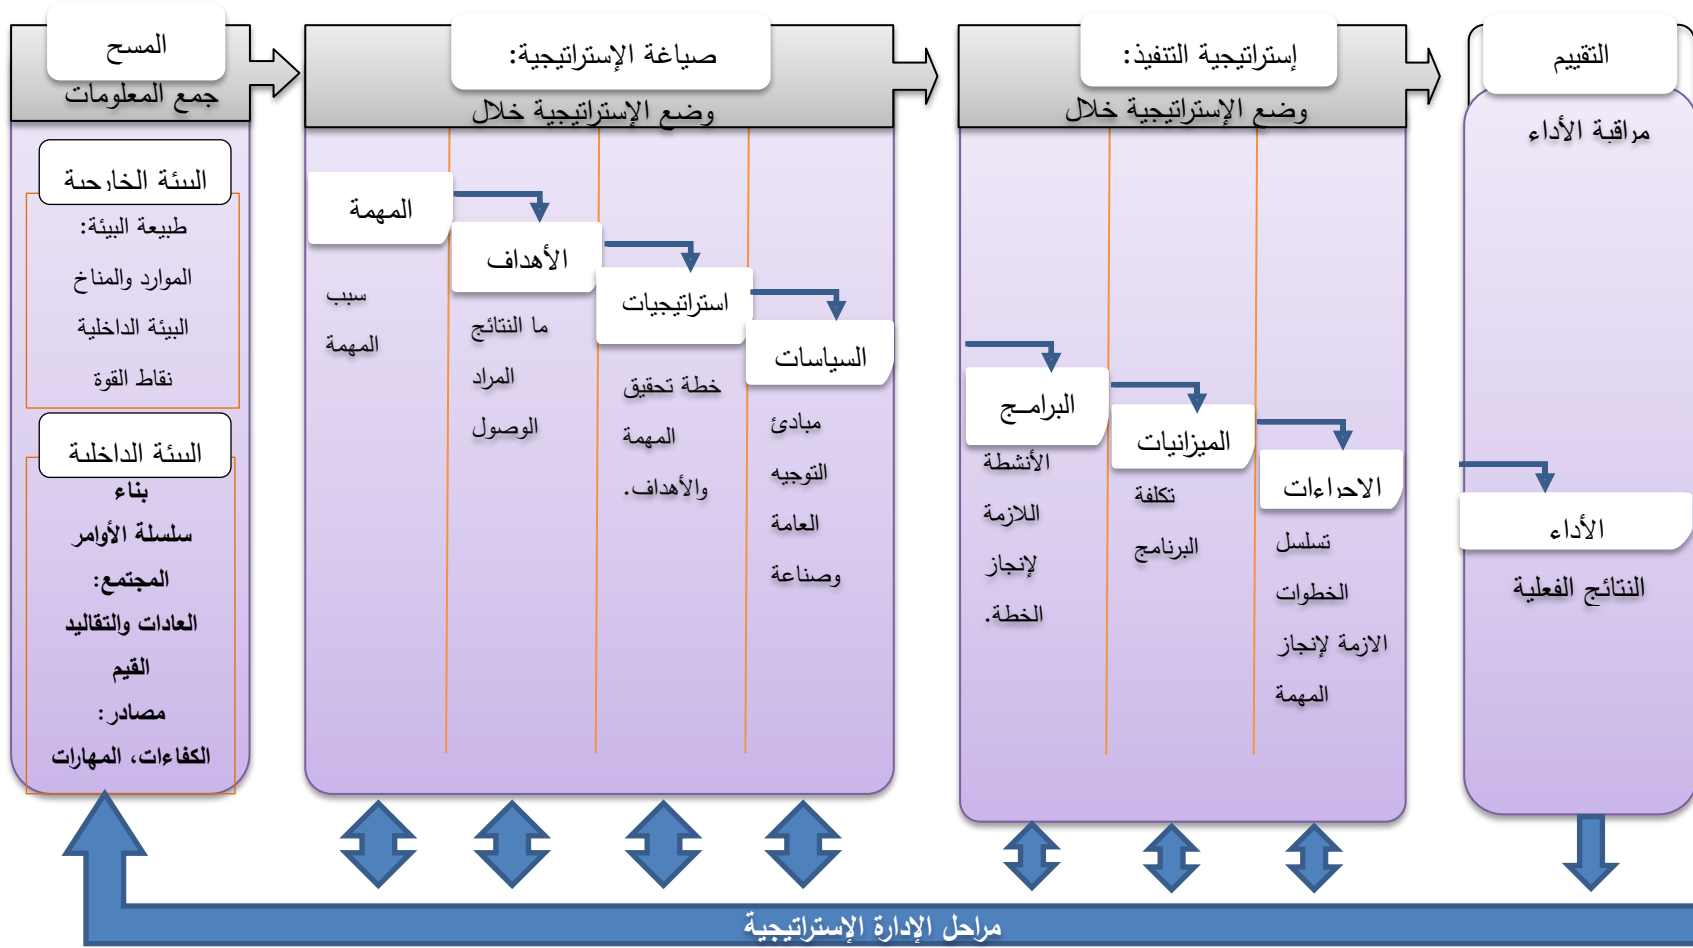 المسح
جمع المعلومات
البيئة الخارجية
طبيعة البيئة:
الموارد والمناخ
البيئة الداخلية
نقاط القوة
البيئة الداخلية
بناء
سلسلة الأوامر
المجتمع:
العادات والتقاليد
القيم
مصادر:
الكفاءات، المهارات
صياغة الإستراتيجية:
وضع الإستراتيجية خلال
المهمة
سبب
المهمة
الأهداف
ما النتائج
المراد
الوصول
استراتيجيات
خطة تحقيق
المهمة
والأهداف.
السياسات
مبادئ
التوجيه
العامة
وصناعة
إستراتيجية التنفيذ:
وضع الإستراتيجية خلال
البرامـج
الأنشطة
اللازمة
لإنجاز
الخطة.
الميزانيات
تكلفة
البرنامج
الاجراءات
تسلسل
الخطوات
الازمة لإنجاز
المهمة
التقييم
مراقبة الأداء
الأداء
النتائج الفعلية
مراحل الإدارة الإستراتيجية